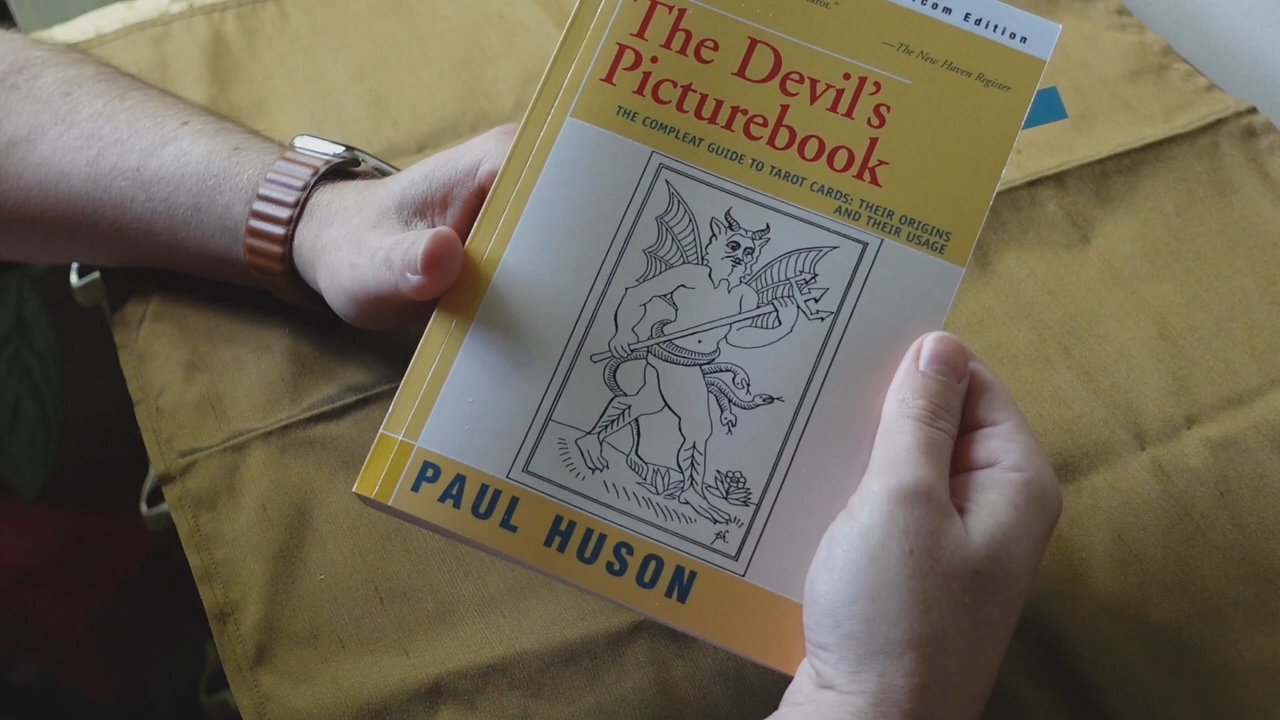 com Edition
tarot."
—The New Haven Register
The Devil's
Picturebook
THE COMPLEAT GUIDE TO TAROT CARDS: THEIR ORIGINS
AND THEIR USAGE
ph.
PAUL HUSON